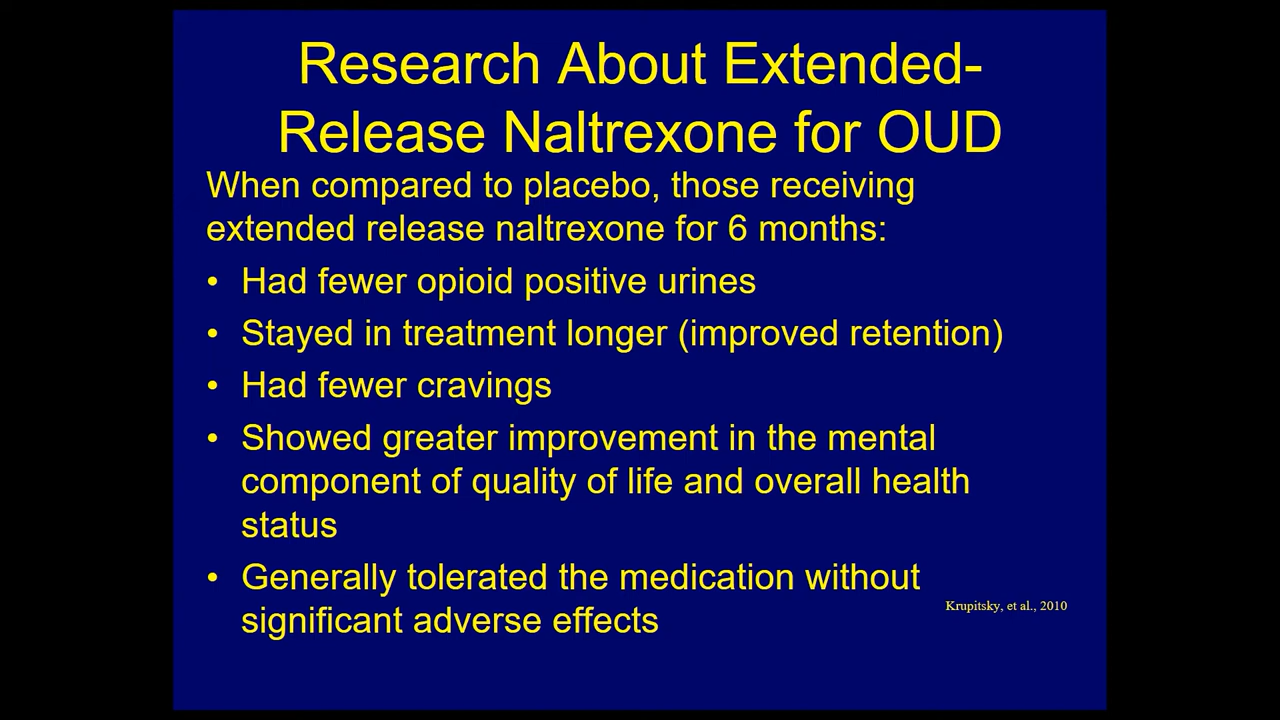 Research About Extended-
Release Naltrexone for OUD
When compared to placebo, those receiving
extended release naltrexone for 6 months:
• Had fewer opioid positive urines
• Stayed in treatment longer (improved retention)
• Had fewer cravings
• Showed greater improvement in the mental
component of quality of life and overall health
status
• Generally tolerated the medication without
significant adverse effects
Krupitsky, et al., 2010